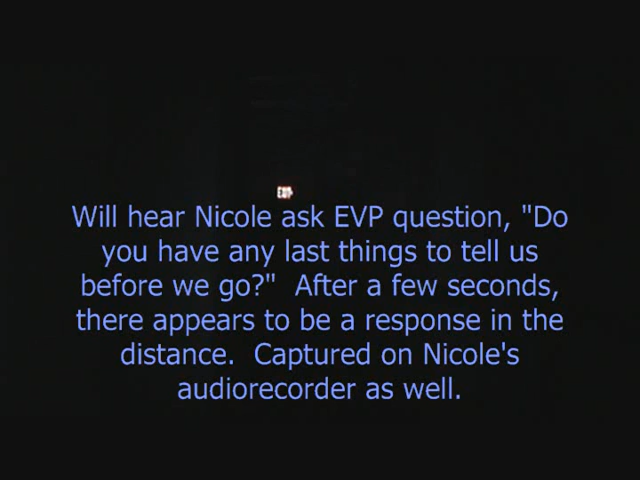 EXIT
Will hear Nicole ask EVP question, "Do
you have any last things to tell us
before we go?"  After a few seconds,
there appears to be a response in the
distance.  Captured on Nicole's
audiorecorder as well.